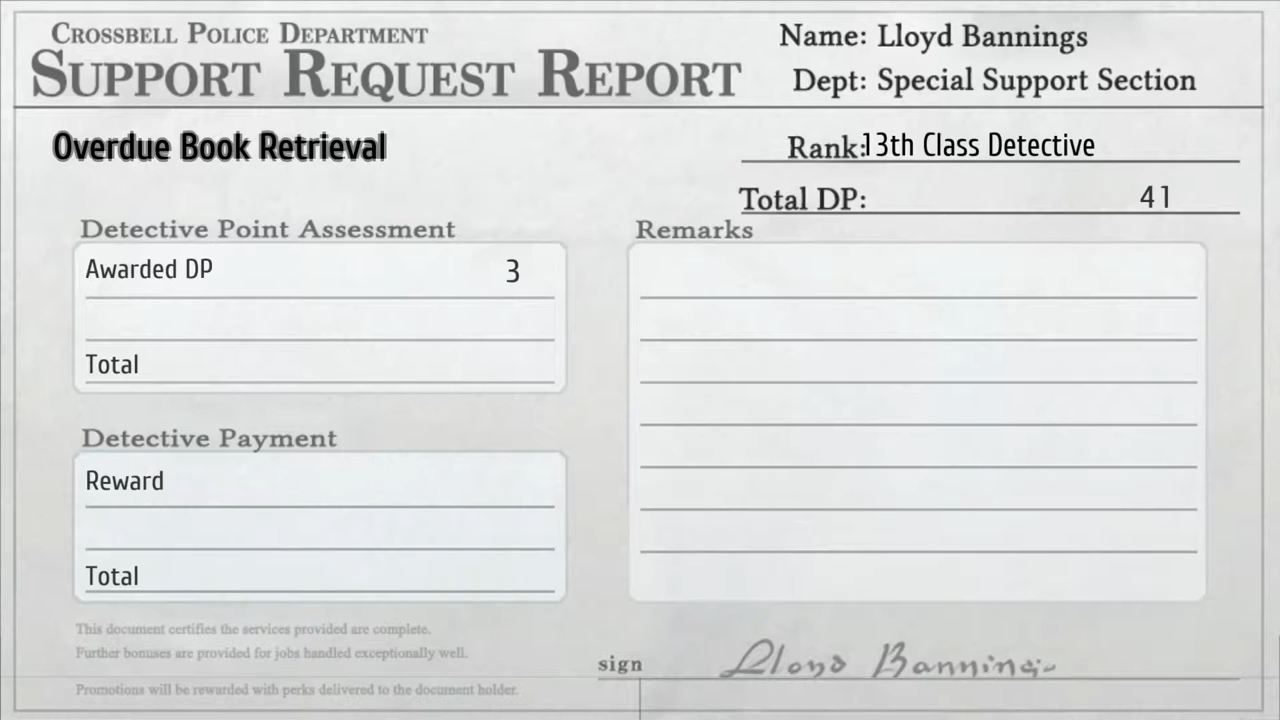 CROSSBELL POLICE DEPARTMENT
SUPPORT REQUEST REPORT
Name: Lloyd Bannings
Dept: Special Support Section
Overdue Book Retrieval
Rank: 13th Class Detective
Total DP: 41
Detective Point Assessment
Awarded DP 3
Total
Detective Payment
Reward
Total
Remarks
This document certifies the services provided are complete.
Further bonuses are provided for jobs handled exceptionally well.
Promotions will be rewarded with perks delivered to the document holder.
sign Lloyd Bannings